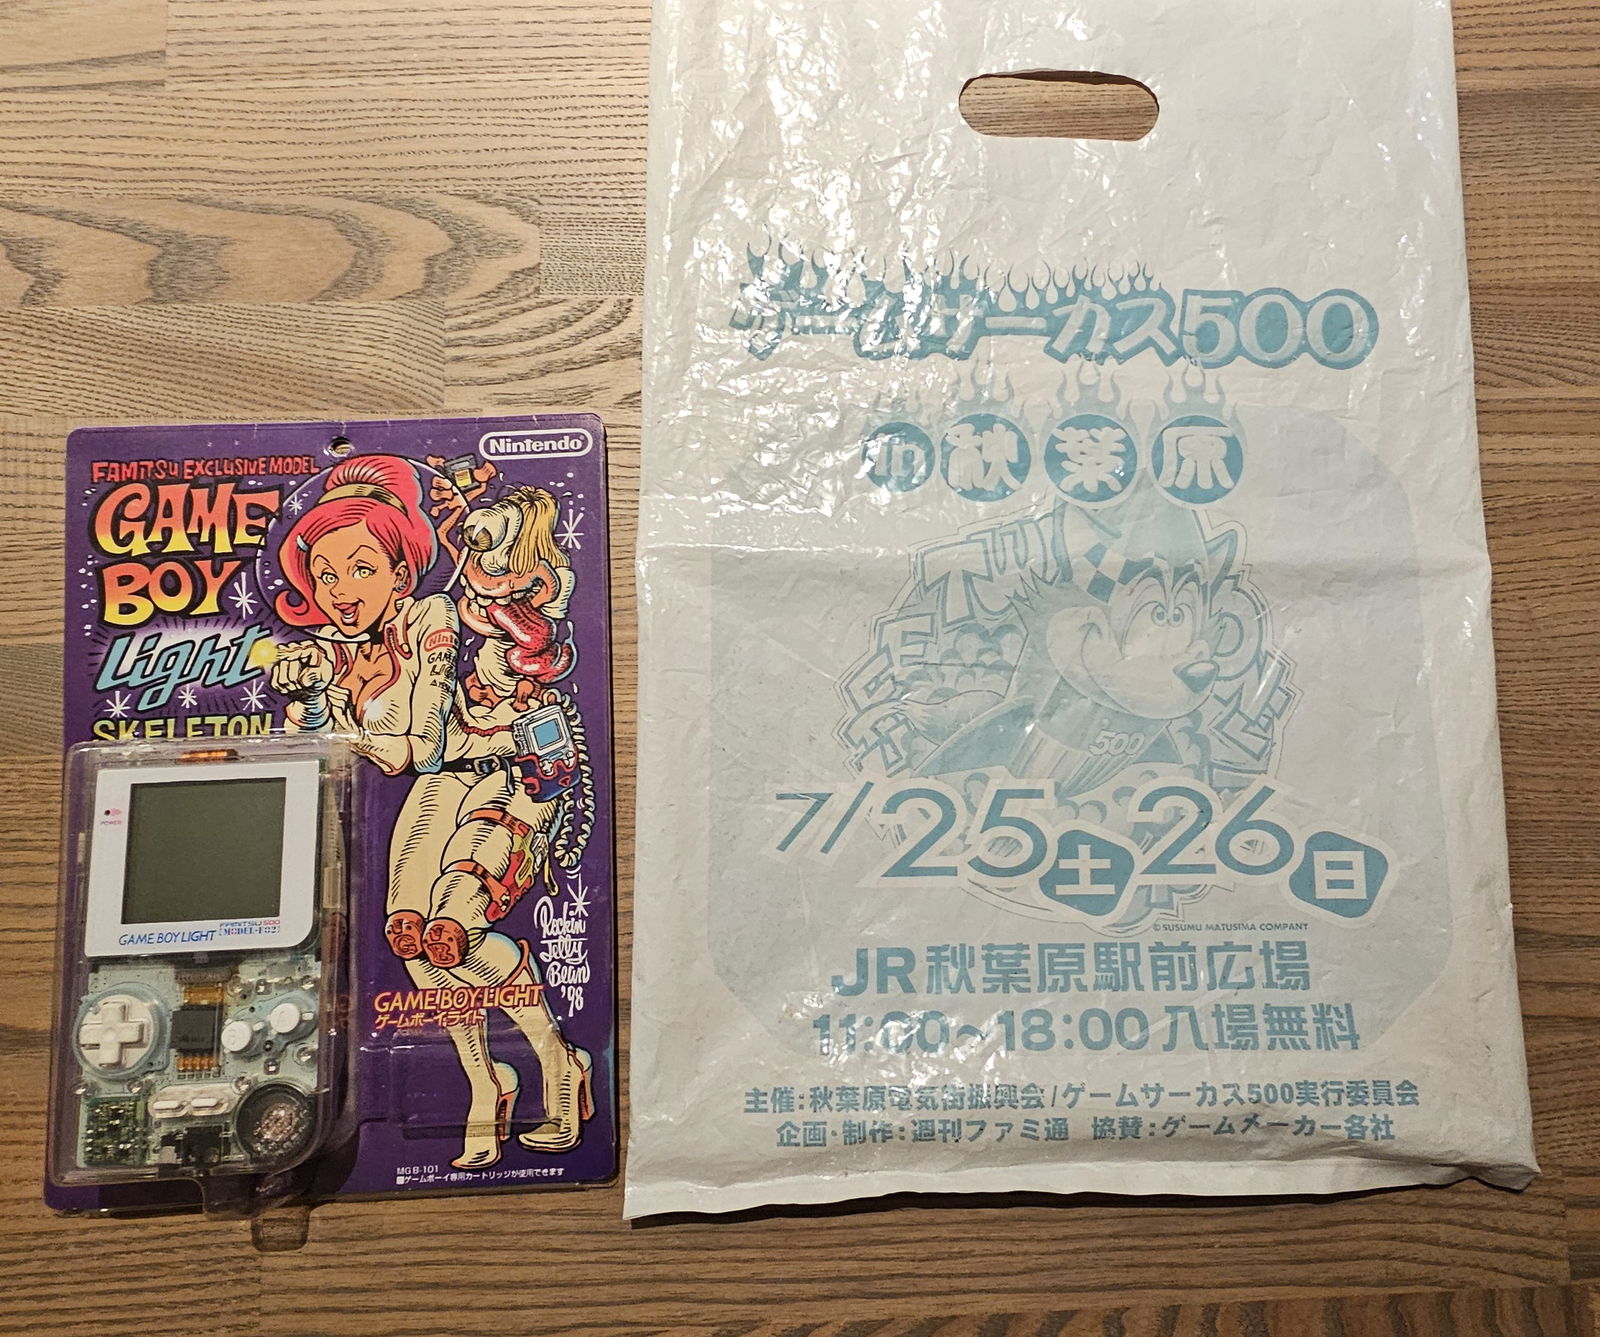 Nintendo
FAMITSU EXCLUSIVE MODEL
GAME
BOY
Light
SKELETON
POWER
FAMITSU 500
GAME BOY LIGHT [MODEL-F02]
Rockin
Jelly
Bean
'98
GAME BOY LIGHT
ゲームボーイライト
MGB-101
■ゲームボーイ専用カートリッジが使用できます
ゲームサーカス500
in秋葉原
500
7/25土26日
©SUSUMU MATUSIMA COMPANY
JR秋葉原駅前広場
11:00~18:00入場無料
主催:秋葉原電気街振興会/ゲームサーカス500実行委員会
企画・制作:週刊ファミ通 協賛:ゲームメーカー各社